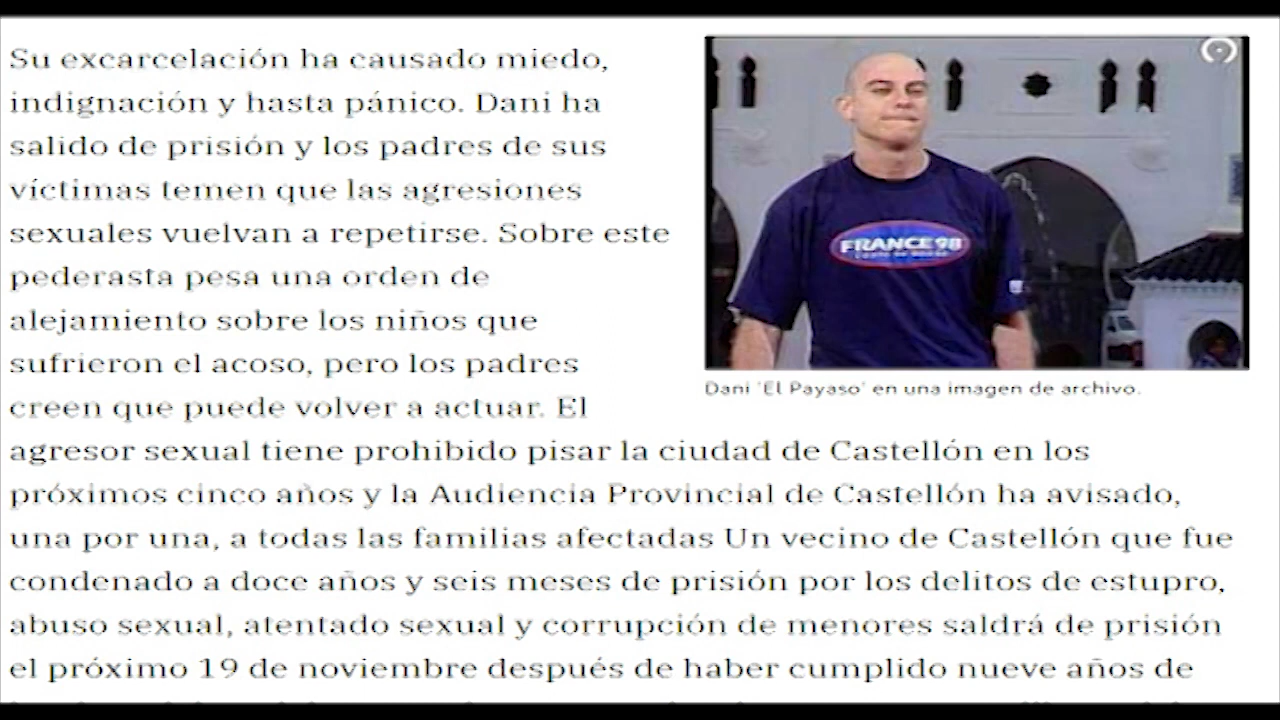 Su excarcelación ha causado miedo,
indignación y hasta pánico. Dani ha
salido de prisión y los padres de sus
víctimas temen que las agresiones
sexuales vuelvan a repetirse. Sobre este
pederasta pesa una orden de
alejamiento sobre los niños que
sufrieron el acoso, pero los padres
creen que puede volver a actuar. El
agresor sexual tiene prohibido pisar la ciudad de Castellón en los
próximos cinco años y la Audiencia Provincial de Castellón ha avisado,
una por una, a todas las familias afectadas Un vecino de Castellón que fue
condenado a doce años y seis meses de prisión por los delitos de estupro,
abuso sexual, atentado sexual y corrupción de menores saldrá de prisión
el próximo 19 de noviembre después de haber cumplido nueve años de
FRANCE 98
Dani 'El Payaso' en una imagen de archivo.